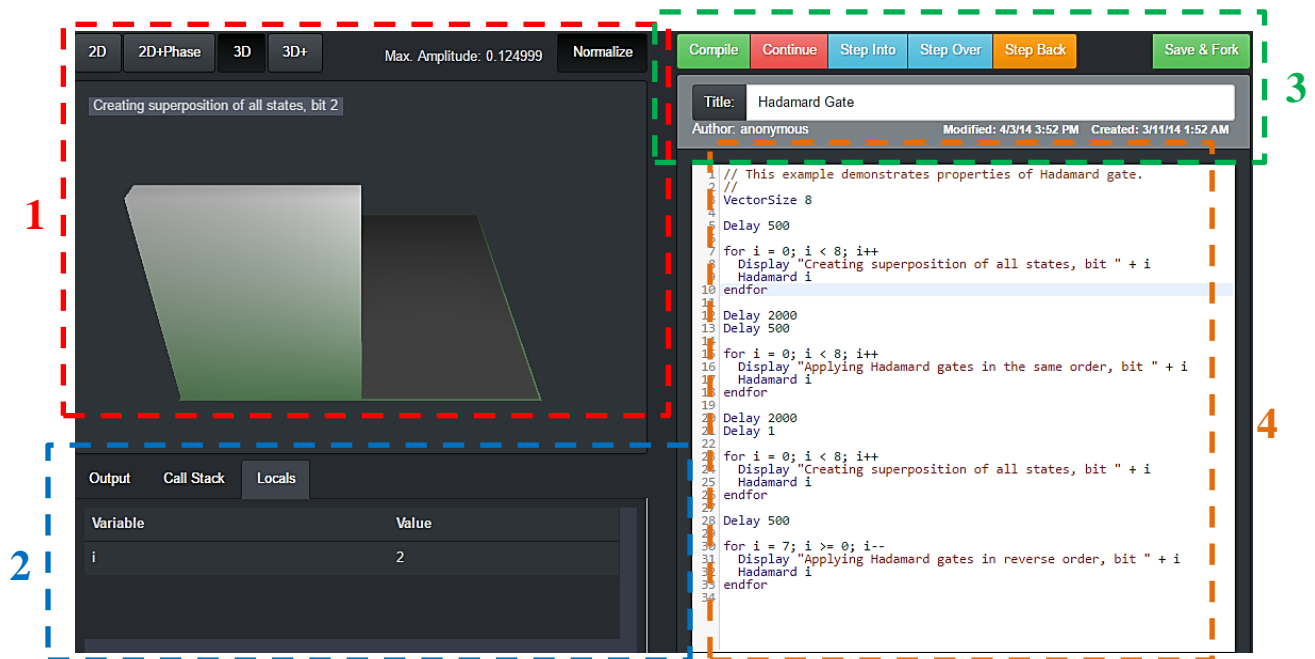 2D 2D+Phase 3D 3D+ Max. Amplitude: 0.124999 Normalize
Creating superposition of all states, bit 2
1
Output Call Stack Locals
Variable Value
i 2
2
Compile Continue Step Into Step Over Step Back Save & Fork
Title: Hadamard Gate
Author: anonymous Modified: 4/3/14 3:52 PM Created: 3/11/14 1:52 AM
3
1 // This example demonstrates properties of Hadamard gate.
2 //
3 VectorSize 8
4
5 Delay 500
6
7 for i = 0; i < 8; i++
8 Display "Creating superposition of all states, bit " + i
9 Hadamard i
10 endfor
11
12 Delay 2000
13 Delay 500
14
15 for i = 0; i < 8; i++
16 Display "Applying Hadamard gates in the same order, bit " + i
17 Hadamard i
18 endfor
19
20 Delay 2000
21 Delay 1
22
23 for i = 0; i < 8; i++
24 Display "Creating superposition of all states, bit " + i
25 Hadamard i
26 endfor
27
28 Delay 500
29
30 for i = 7; i >= 0; i--
31 Display "Applying Hadamard gates in reverse order, bit " + i
32 Hadamard i
33 endfor
34
4